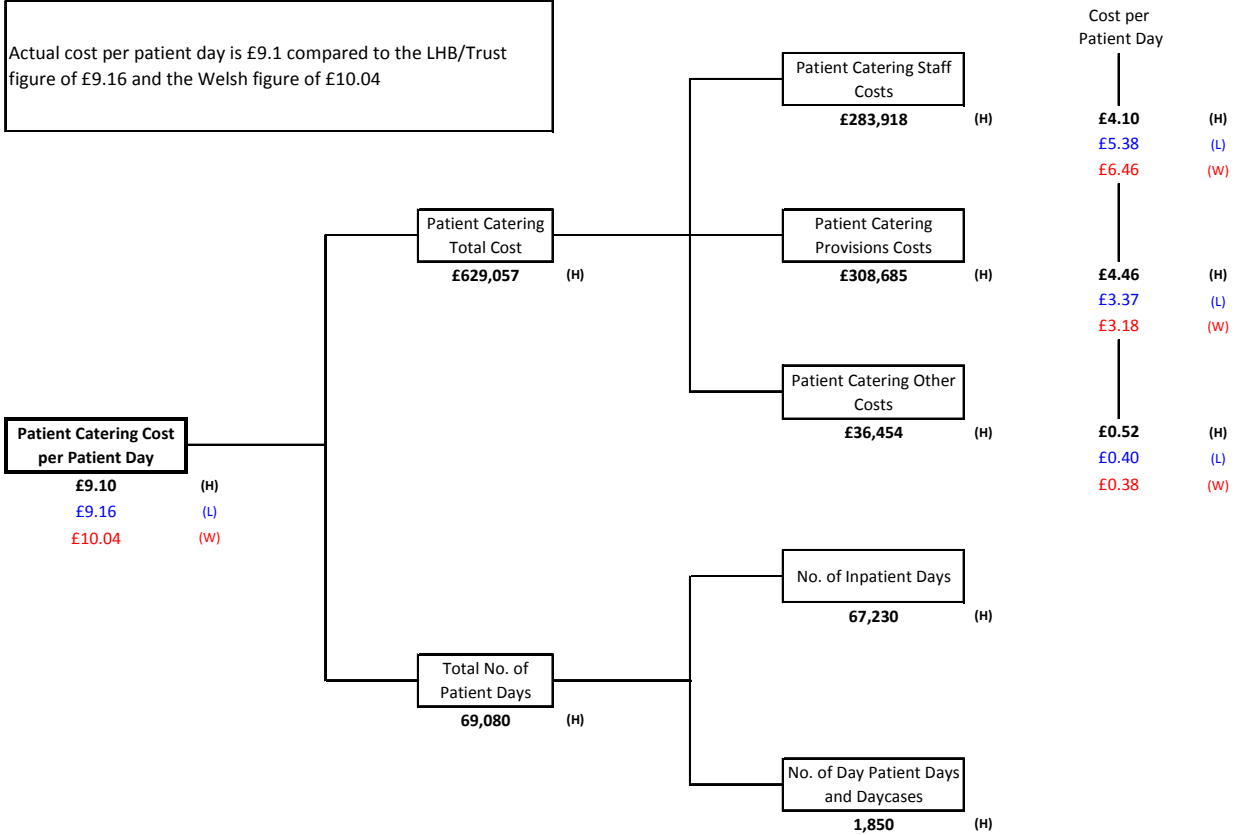 Actual cost per patient day is £9.1 compared to the LHB/Trust
figure of £9.16 and the Welsh figure of £10.04
Cost per
Patient Day
Patient Catering Staff
Costs
£283,918 (H)
£4.10 (H)
£5.38 (L)
£6.46 (W)
Patient Catering
Total Cost
£629,057 (H)
Patient Catering
Provisions Costs
£308,685 (H)
£4.46 (H)
£3.37 (L)
£3.18 (W)
Patient Catering Other
Costs
£36,454 (H)
£0.52 (H)
£0.40 (L)
£0.38 (W)
Patient Catering Cost
per Patient Day
£9.10 (H)
£9.16 (L)
£10.04 (W)
No. of Inpatient Days
67,230 (H)
Total No. of
Patient Days
69,080 (H)
No. of Day Patient Days
and Daycases
1,850 (H)